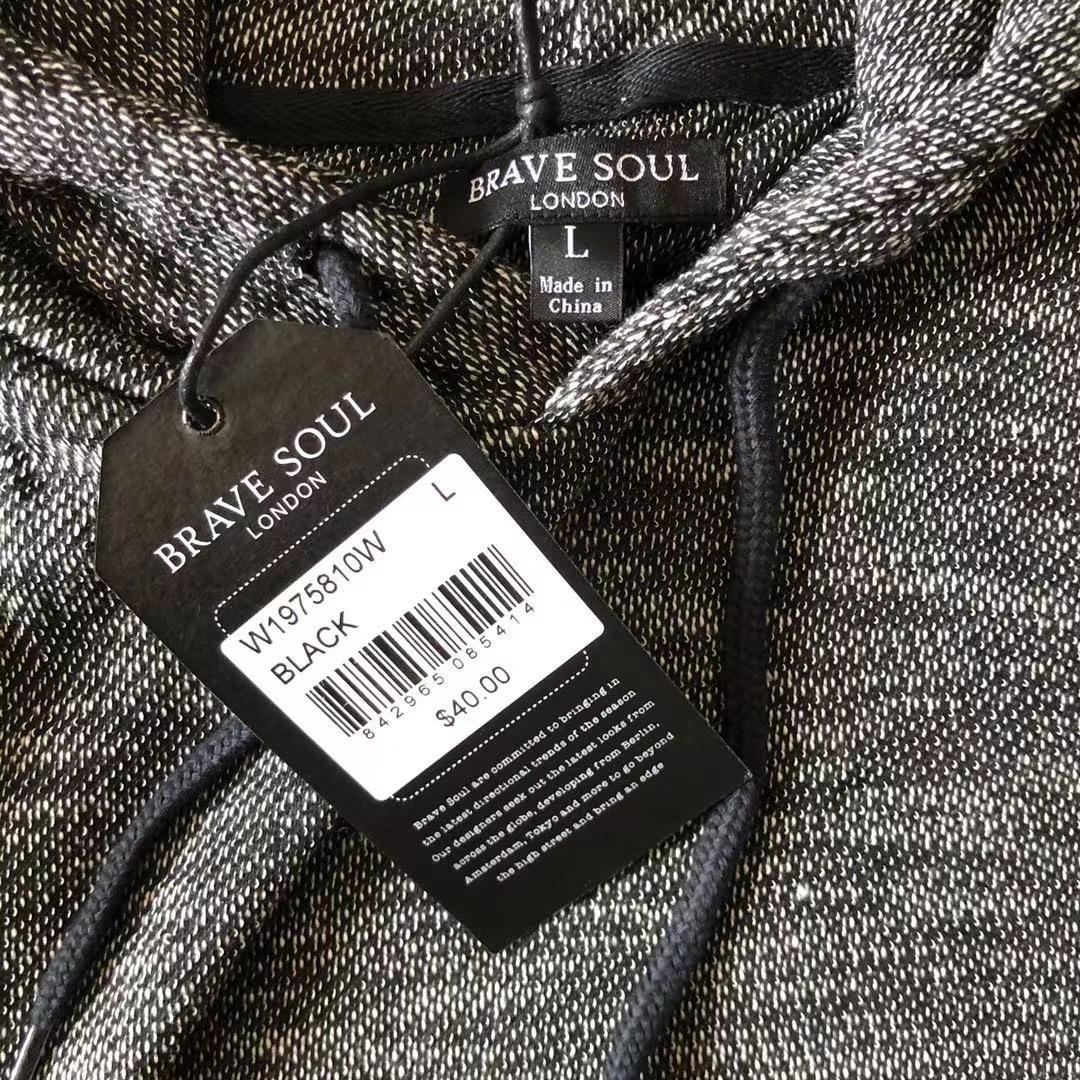 BRAVE SOUL
LONDON
L
Made in
China
BRAVE SOUL
LONDON
L
W1975810W
BLACK
842965 085414
$40.00
Brave Soul are committed to bringing in
the latest directional trends of the season
Our designers seek out the latest looks from
across the globe, developing from Berlin,
Amsterdam, Tokyo and more to go beyond
the high street and bring an edge